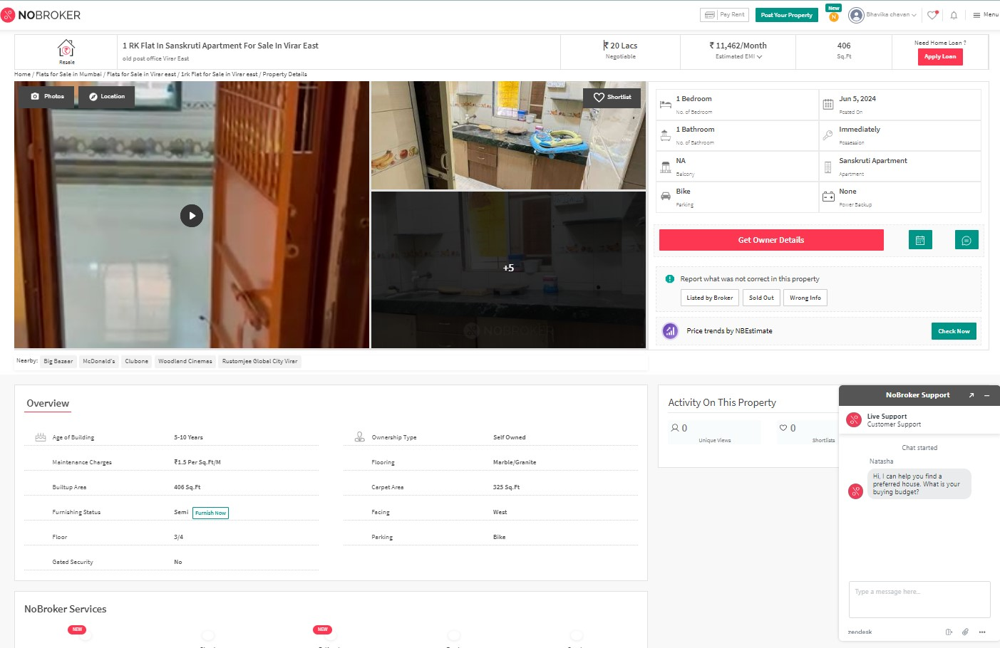 NOBROKER
Pay Rent
Post Your Property
New
N
Bhavika chavan
Menu
Resale
1 RK Flat In Sanskruti Apartment For Sale In Virar East
old post office Virar East
₹ 20 Lacs
Negotiable
₹ 11,462/Month
Estimated EMI
406
Sq.Ft
Need Home Loan ?
Apply Loan
Home / Flats for Sale in Mumbai / Flats for Sale in Virar east / 1rk Flat for Sale in Virar east / Property Details
Photos
Location
Shortlist
+5
NOBROKER
1 Bedroom
No. of Bedroom
Jun 5, 2024
Posted On
1 Bathroom
No. of Bathroom
Immediately
Possession
NA
Balcony
Sanskruti Apartment
Apartment
Bike
Parking
None
Power Backup
Get Owner Details
Report what was not correct in this property
Listed by Broker
Sold Out
Wrong Info
Price trends by NBEstimate
Check Now
Nearby: Big Bazaar McDonald's Clubone Woodland Cinemas Rustomjee Global City Virar
Overview
Age of Building 5-10 Years
Ownership Type Self Owned
Maintenance Charges ₹1.5 Per Sq.Ft/M
Flooring Marble/Granite
Builtup Area 406 Sq.Ft
Carpet Area 325 Sq.Ft
Furnishing Status Semi Furnish Now
Facing West
Floor 3/4
Parking Bike
Gated Security No
Activity On This Property
0
Unique Views
0
Shortlists
NoBroker Support
Live Support
Customer Support
Chat started
Natasha
Hi, I can help you find a
preferred house. What is your
buying budget?
Type a message here...
zendesk
NoBroker Services
NEW
NEW